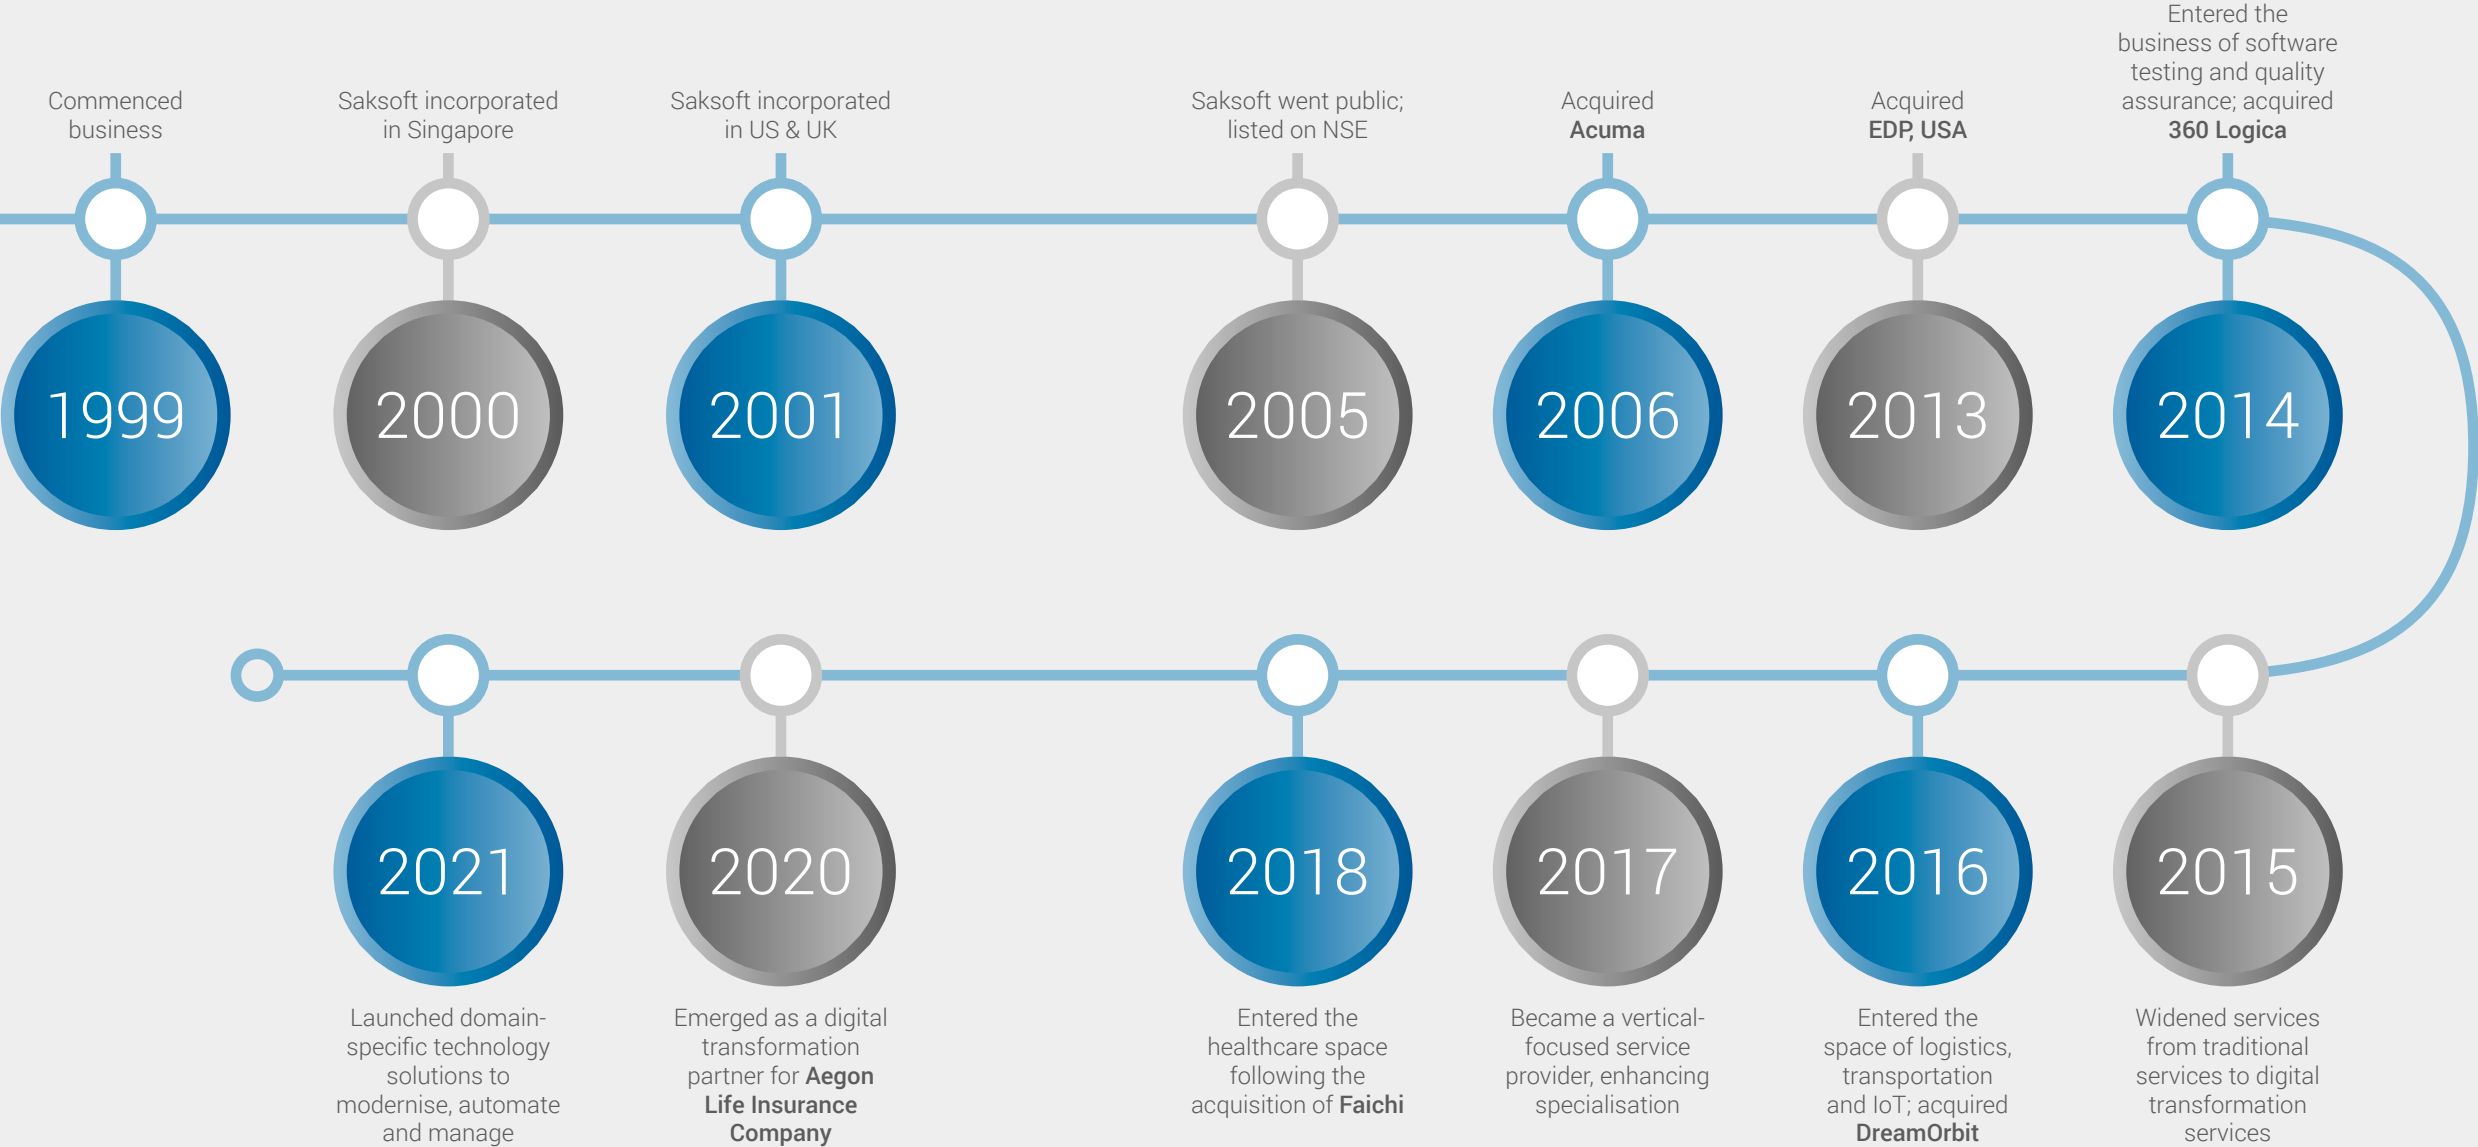 Commenced
business
1999
Saksoft incorporated
in Singapore
2000
Saksoft incorporated
in US & UK
2001
Saksoft went public;
listed on NSE
2005
Acquired
Acuma
2006
Acquired
EDP, USA
2013
Entered the
business of software
testing and quality
assurance; acquired
360 Logica
2014
2015
Widened services
from traditional
services to digital
transformation
services
2016
Entered the
space of logistics,
transportation
and IoT; acquired
DreamOrbit
2017
Became a vertical-
focused service
provider, enhancing
specialisation
2018
Entered the
healthcare space
following the
acquisition of Faichi
2020
Emerged as a digital
transformation
partner for Aegon
Life Insurance
Company
2021
Launched domain-
specific technology
solutions to
modernise, automate
and manage